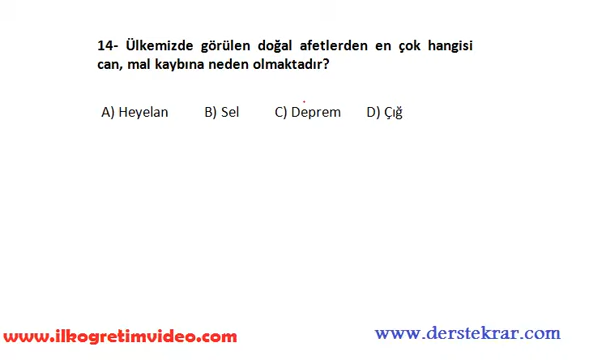 14- Ülkemizde görülen doğal afetlerden en çok hangisi
can, mal kaybına neden olmaktadır?
A) Heyelan B) Sel C) Deprem D) Çığ
www.ilkogretimvideo.com www.derstekrar.com